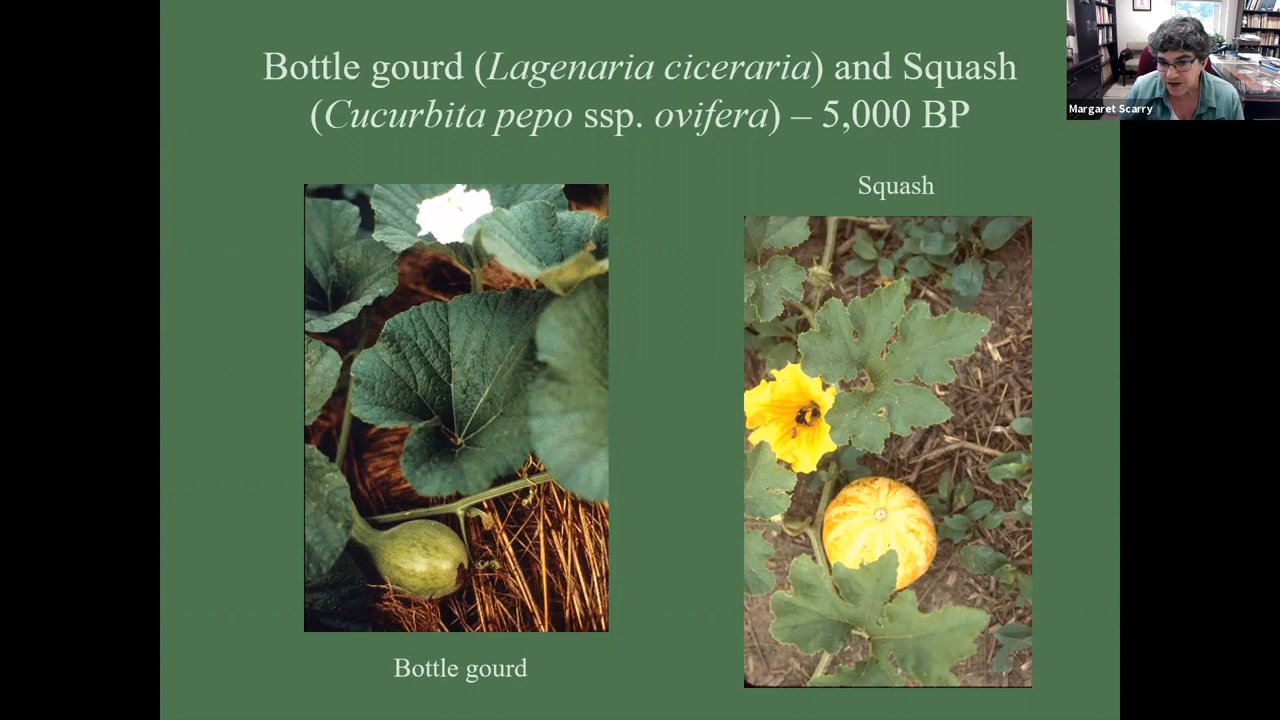 Bottle gourd (Lagenaria ciceraria) and Squash
(Cucurbita pepo ssp. ovifera) – 5,000 BP
Margaret Scarry
Squash
Bottle gourd